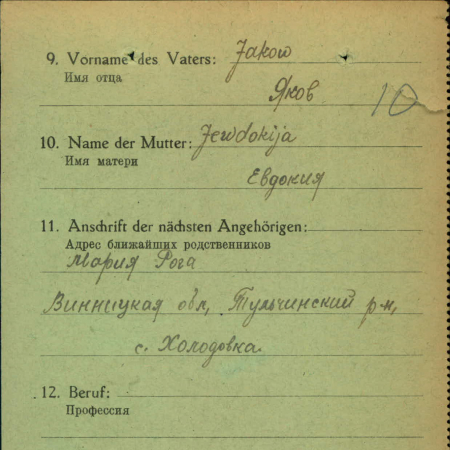 9. Vorname des Vaters: Jakow
Имя отца
Яков
10
10. Name der Mutter: Jewdokija
Имя матери
Евдокия
11. Anschrift der nächsten Angehörigen:
Адрес ближайших родственников
Мария Рога
Винницкая обл, Тульчинский р-н,
с. Холодовка
12. Beruf:
Профессия